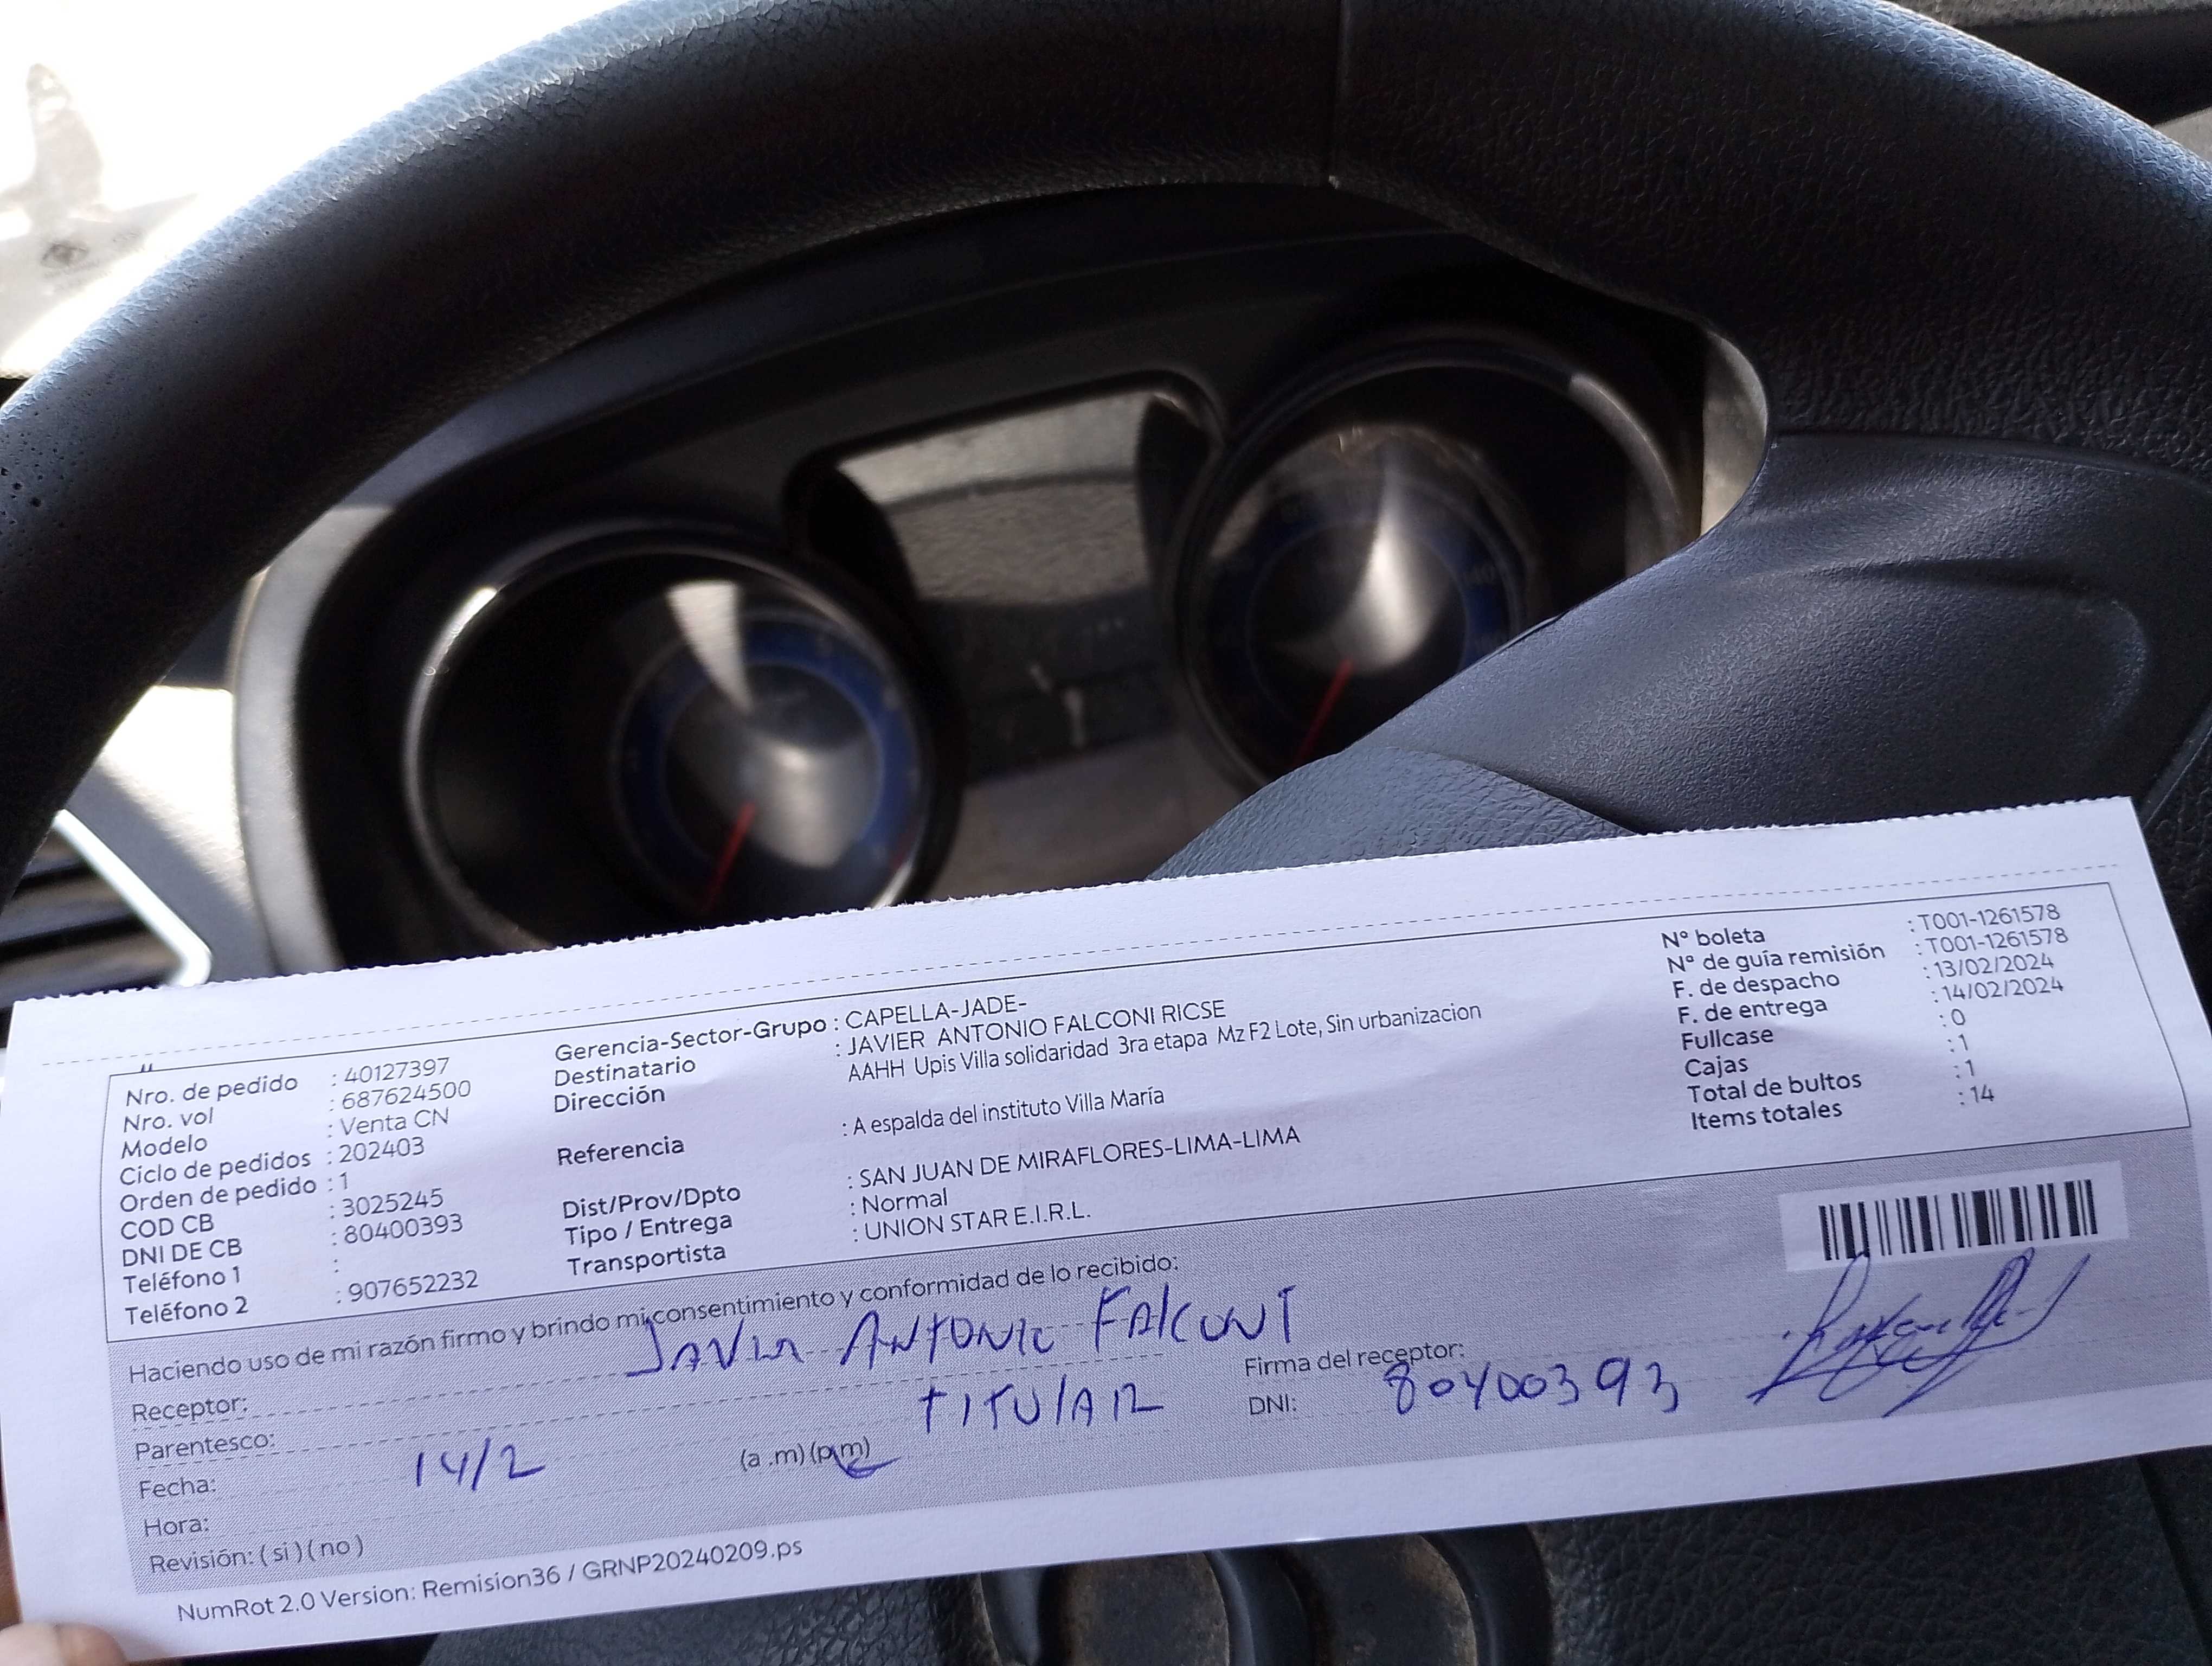 Nro. de pedido : 40127397
Nro. vol : 687624500
Modelo : Venta CN
Ciclo de pedidos : 202403
Orden de pedido : 1
COD CB : 3025245
DNI DE CB : 80400393
Teléfono 1 :
Teléfono 2 : 907652232
Gerencia-Sector-Grupo : CAPELLA-JADE-
Destinatario : JAVIER ANTONIO FALCONI RICSE
Dirección AAHH Upis Villa solidaridad 3ra etapa Mz F2 Lote, Sin urbanizacion
Referencia : A espalda del instituto Villa María
Dist/Prov/Dpto : SAN JUAN DE MIRAFLORES-LIMA-LIMA
Tipo / Entrega : Normal
Transportista : UNION STAR E.I.R.L.
N° boleta : T001-1261578
N° de guía remisión : T001-1261578
F. de despacho : 13/02/2024
F. de entrega : 14/02/2024
Fullcase : 0
Cajas : 1
Total de bultos : 1
Items totales : 14
Haciendo uso de mi razón firmo y brindo mi consentimiento y conformidad de lo recibido:
Receptor: JAVIER ANTONIO FALCONI
Parentesco: TITULAR
Fecha: 14/2
Hora: (a .m) (p.m)
Revisión: ( si ) ( no )
Firma del receptor:
DNI: 80400393
NumRot 2.0 Version: Remision36 / GRNP20240209.ps